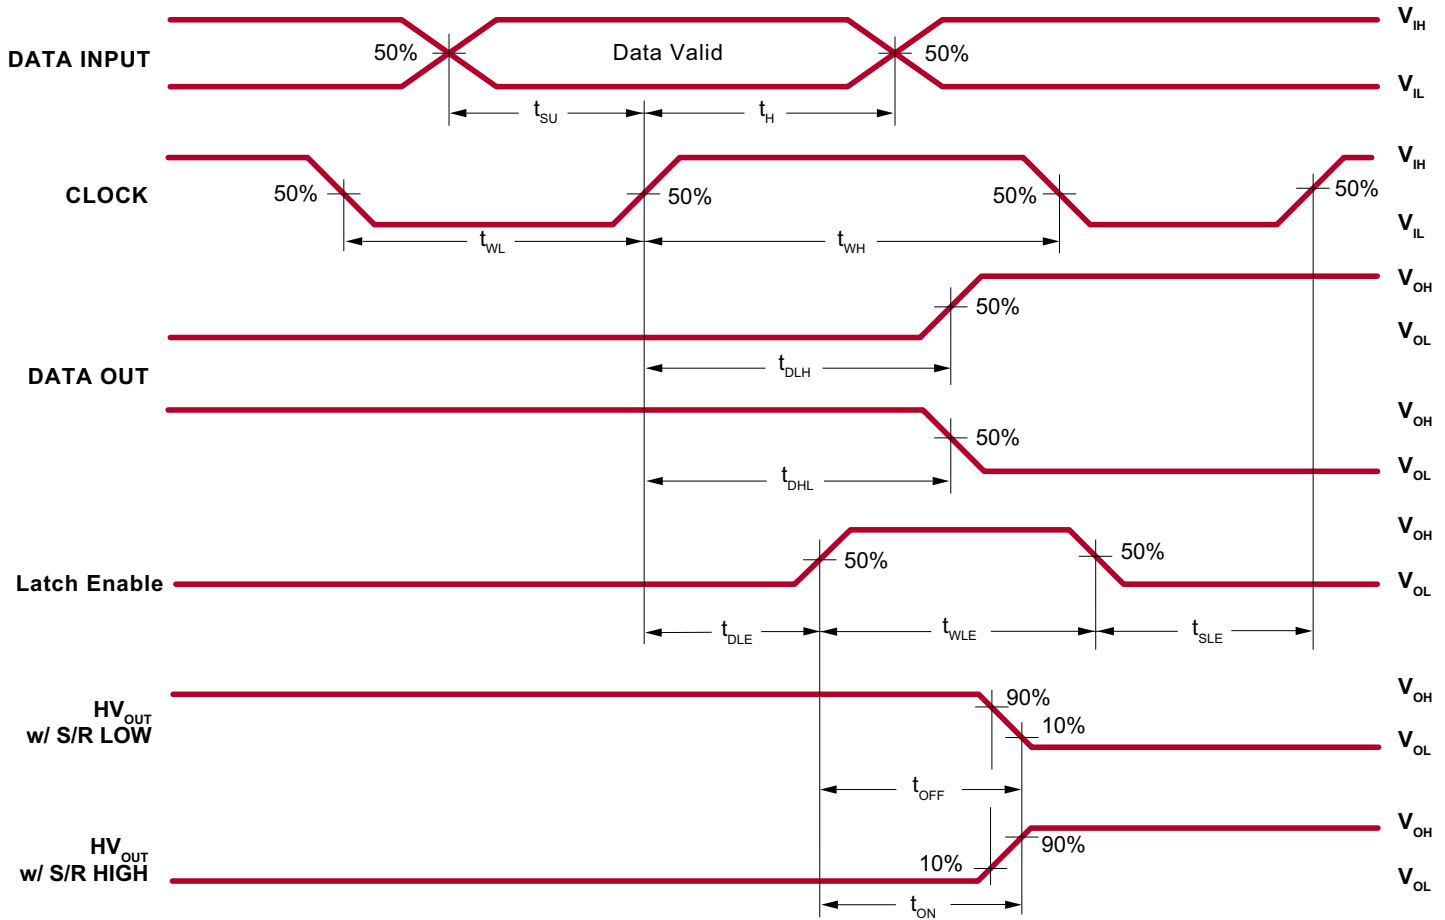 V_IH
DATA INPUT
50%
Data Valid
50%
V_IL
t_SU
t_H
V_IH
CLOCK
50%
50%
50%
50%
V_IL
t_WL
t_WH
V_OH
50%
V_OL
DATA OUT
t_DLH
V_OH
50%
V_OL
t_DHL
V_OH
Latch Enable
50%
50%
V_OL
t_DLE
t_WLE
t_SLE
HV_OUT
w/ S/R LOW
90%
10%
V_OH
V_OL
t_OFF
HV_OUT
w/ S/R HIGH
10%
90%
V_OH
V_OL
t_ON